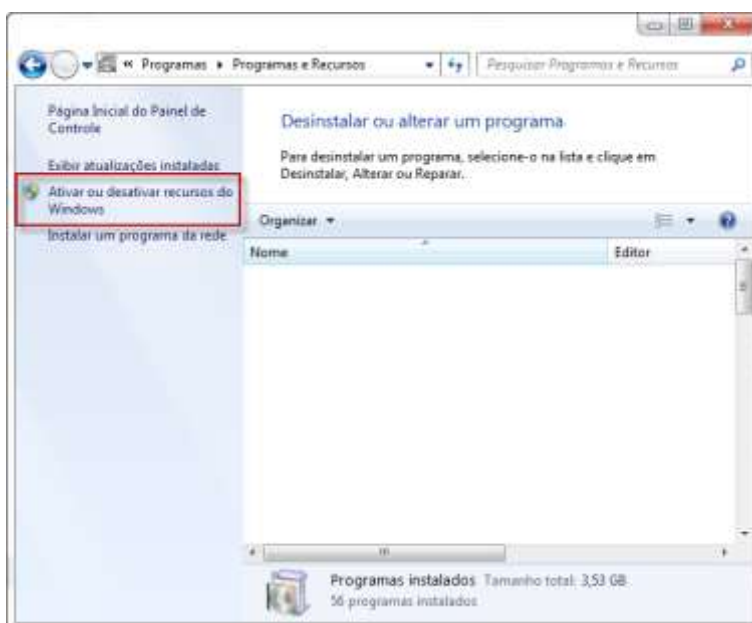 « Programas ▸ Programas e Recursos
Pesquisar Programas e Recursos
Página Inicial do Painel de
Controle
Exibir atualizações instaladas
Ativar ou desativar recursos do
Windows
Instalar um programa da rede
Desinstalar ou alterar um programa
Para desinstalar um programa, selecione-o na lista e clique em
Desinstalar, Alterar ou Reparar.
Organizar
Nome
Editor
Programas instalados Tamanho total: 3,53 GB
56 programas instalados